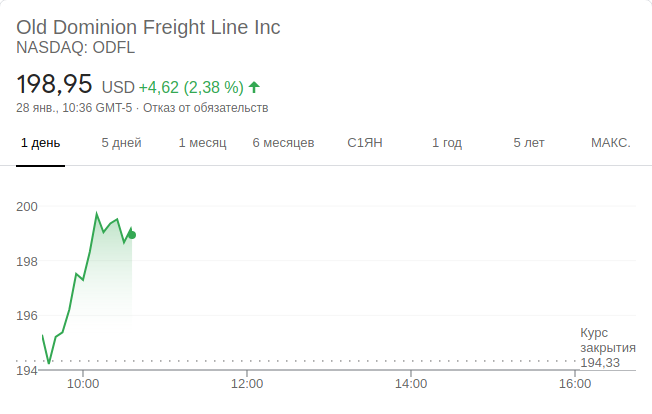 Old Dominion Freight Line Inc
NASDAQ: ODFL
198,95 USD +4,62 (2,38 %)
28 янв., 10:36 GMT-5 · Отказ от обязательств
1 день 5 дней 1 месяц 6 месяцев С1ЯН 1 год 5 лет МАКС.
200
198
196
Курс
закрытия
194,33
194
10:00 12:00 14:00 16:00